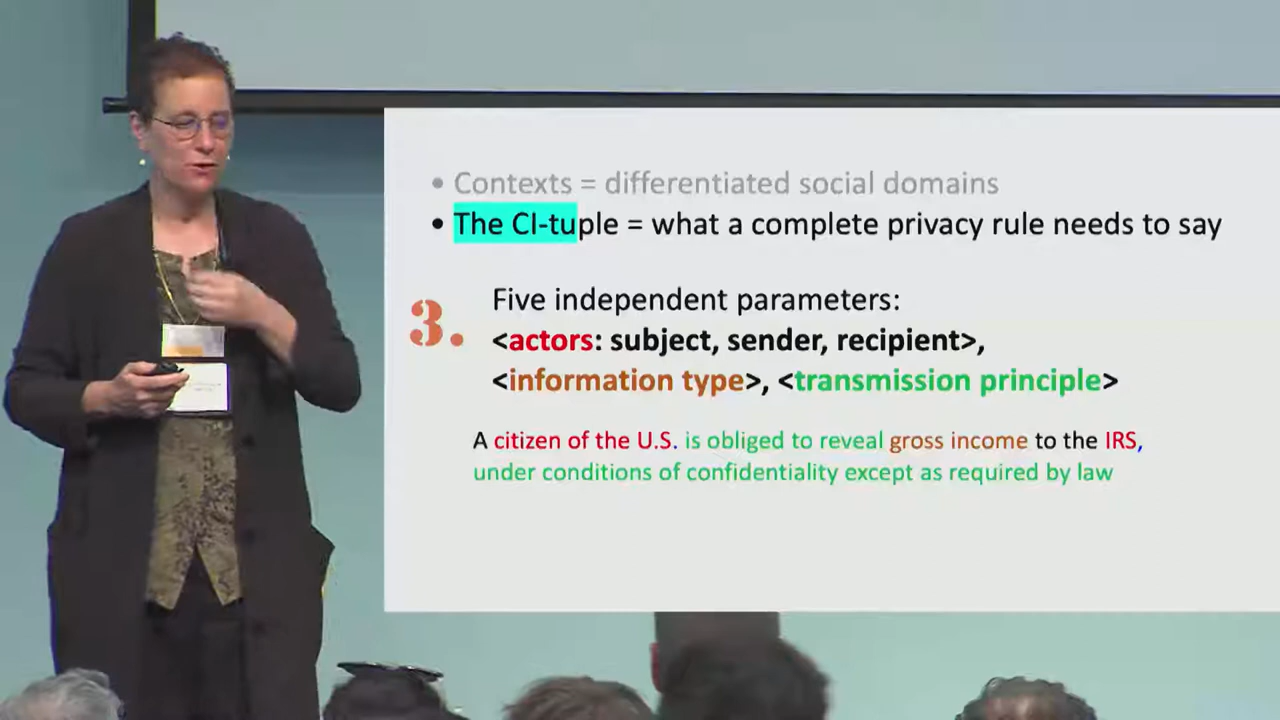 • Contexts = differentiated social domains
• The CI-tuple = what a complete privacy rule needs to say
3.
Five independent parameters:
<actors: subject, sender, recipient>,
<information type>, <transmission principle>
A citizen of the U.S. is obliged to reveal gross income to the IRS,
under conditions of confidentiality except as required by law